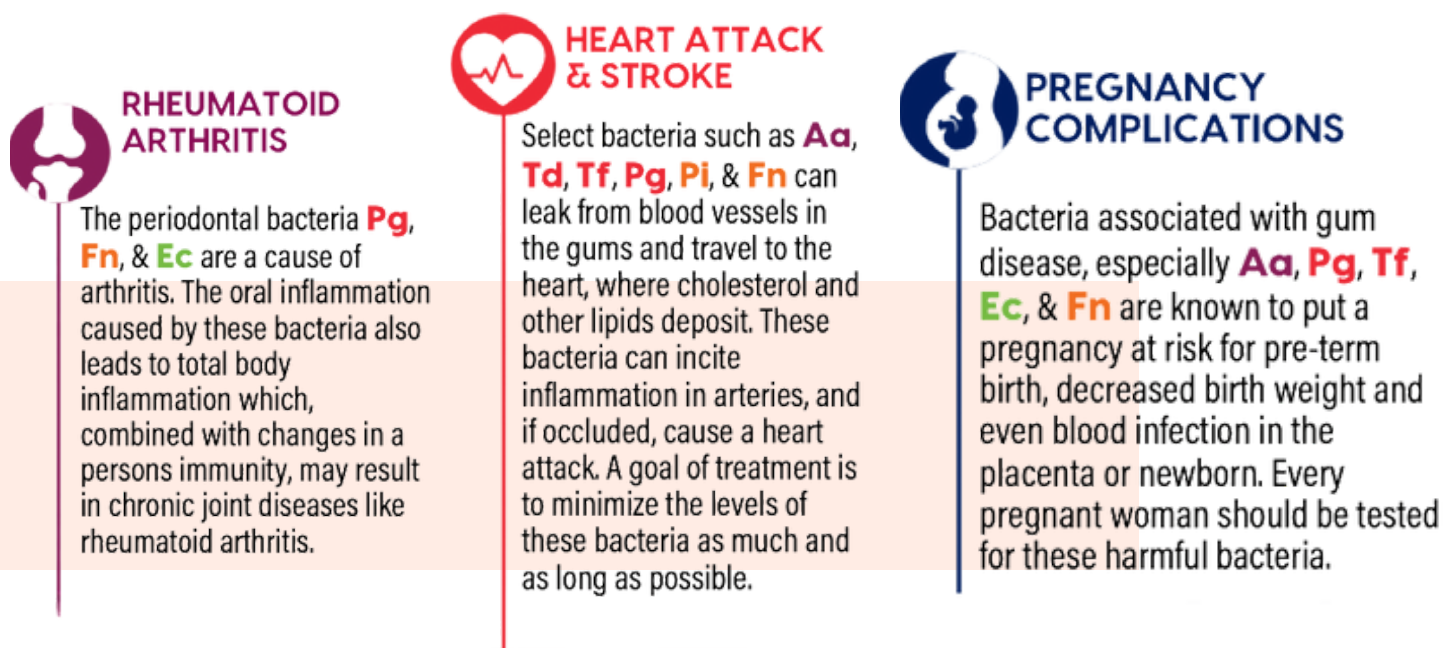 RHEUMATOID
ARTHRITIS
The periodontal bacteria Pg,
Fn, & Ec are a cause of
arthritis. The oral inflammation
caused by these bacteria also
leads to total body
inflammation which,
combined with changes in a
persons immunity, may result
in chronic joint diseases like
rheumatoid arthritis.
HEART ATTACK
& STROKE
Select bacteria such as Aa,
Td, Tf, Pg, Pi, & Fn can
leak from blood vessels in
the gums and travel to the
heart, where cholesterol and
other lipids deposit. These
bacteria can incite
inflammation in arteries, and
if occluded, cause a heart
attack. A goal of treatment is
to minimize the levels of
these bacteria as much and
as long as possible.
PREGNANCY
COMPLICATIONS
Bacteria associated with gum
disease, especially Aa, Pg, Tf,
Ec, & Fn are known to put a
pregnancy at risk for pre-term
birth, decreased birth weight and
even blood infection in the
placenta or newborn. Every
pregnant woman should be tested
for these harmful bacteria.